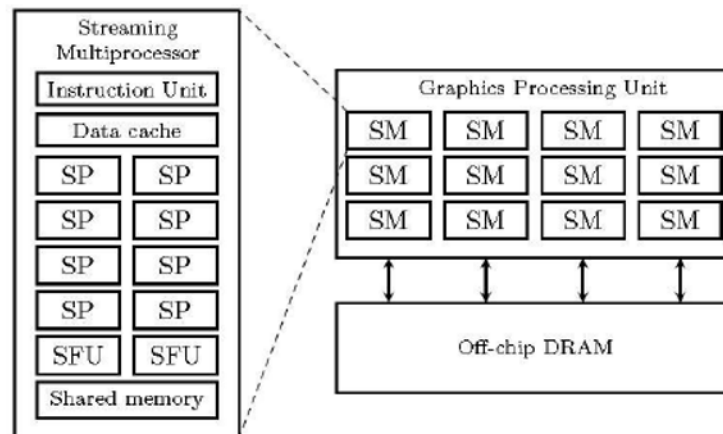 Streaming
Multiprocessor
Instruction Unit
Data cache
SP SP
SP SP
SP SP
SP SP
SFU SFU
Shared memory
Graphics Processing Unit
SM SM SM SM
SM SM SM SM
SM SM SM SM
Off-chip DRAM